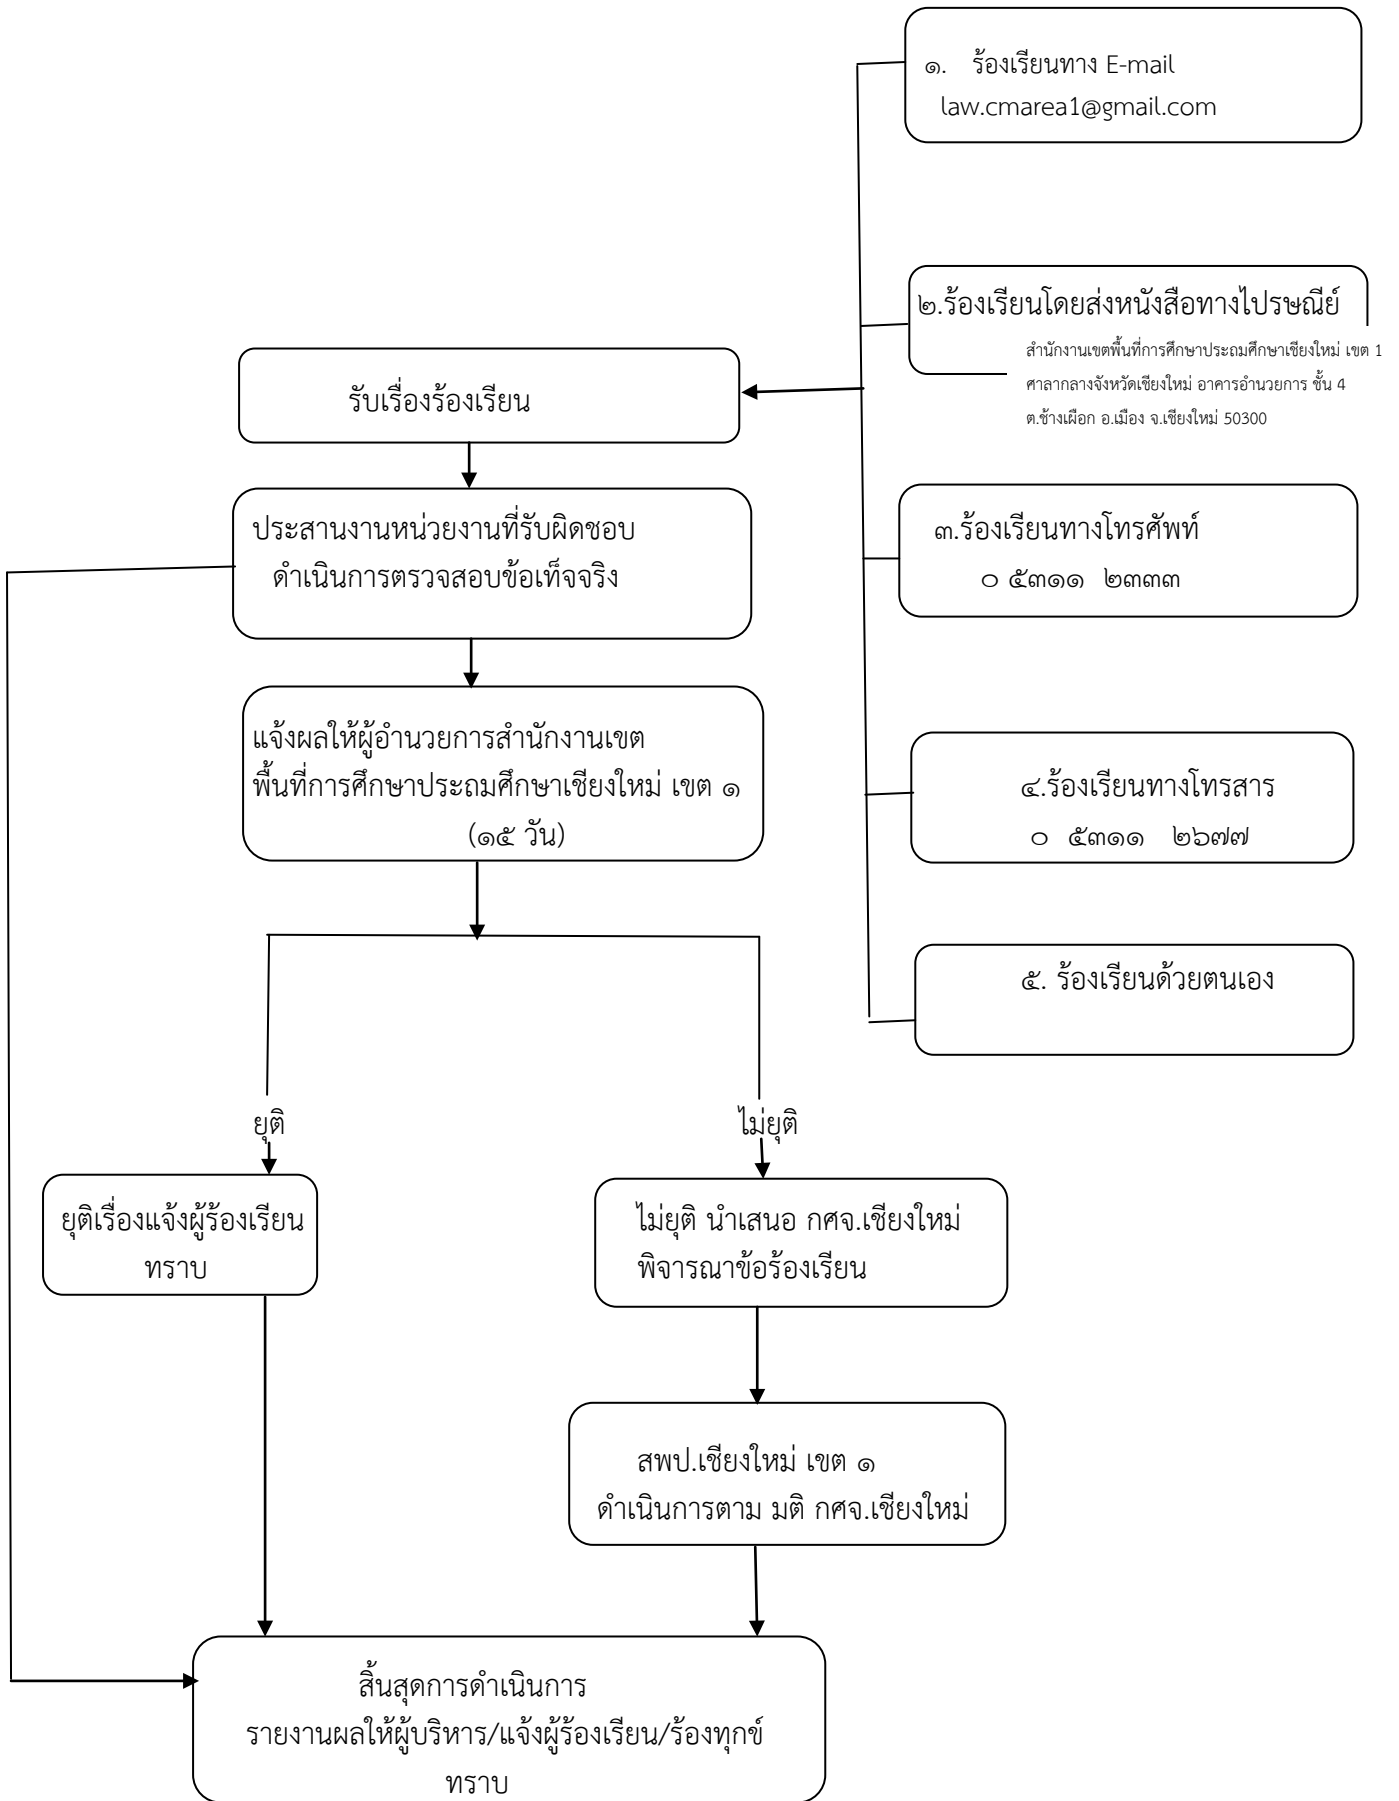 ๑. ร้องเรียนทาง E-mail
law.cmarea1@gmail.com
๒.ร้องเรียนโดยส่งหนังสือทางไปรษณีย์
สำนักงานเขตพื้นที่การศึกษาประถมศึกษาเชียงใหม่ เขต 1
ศาลากลางจังหวัดเชียงใหม่ อาคารอำนวยการ ชั้น 4
ต.ช้างเผือก อ.เมือง จ.เชียงใหม่ 50300
๓.ร้องเรียนทางโทรศัพท์
๐ ๕๓๑๑ ๒๓๓๓
๔.ร้องเรียนทางโทรสาร
๐ ๕๓๑๑ ๒๖๗๗
๕. ร้องเรียนด้วยตนเอง
รับเรื่องร้องเรียน
ประสานงานหน่วยงานที่รับผิดชอบ
ดำเนินการตรวจสอบข้อเท็จจริง
แจ้งผลให้ผู้อำนวยการสำนักงานเขต
พื้นที่การศึกษาประถมศึกษาเชียงใหม่ เขต ๑
(๑๕ วัน)
ยุติ
ไม่ยุติ
ยุติเรื่องแจ้งผู้ร้องเรียน
ทราบ
ไม่ยุติ นำเสนอ กศจ.เชียงใหม่
พิจารณาข้อร้องเรียน
สพป.เชียงใหม่ เขต ๑
ดำเนินการตาม มติ กศจ.เชียงใหม่
สิ้นสุดการดำเนินการ
รายงานผลให้ผู้บริหาร/แจ้งผู้ร้องเรียน/ร้องทุกข์
ทราบ